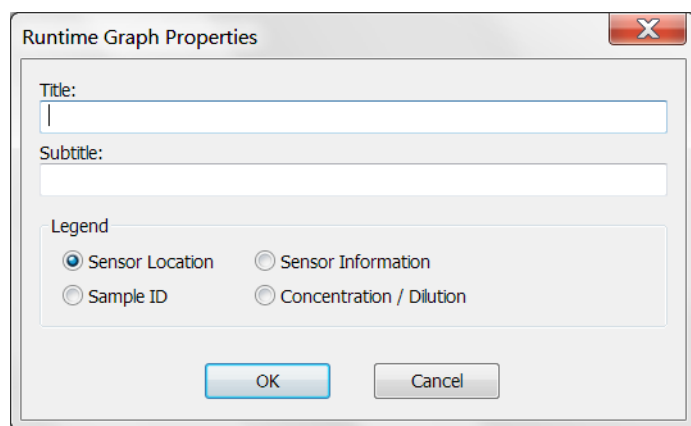 Runtime Graph Properties
Title:
Subtitle:
Legend
Sensor Location Sensor Information
Sample ID Concentration / Dilution
OK Cancel